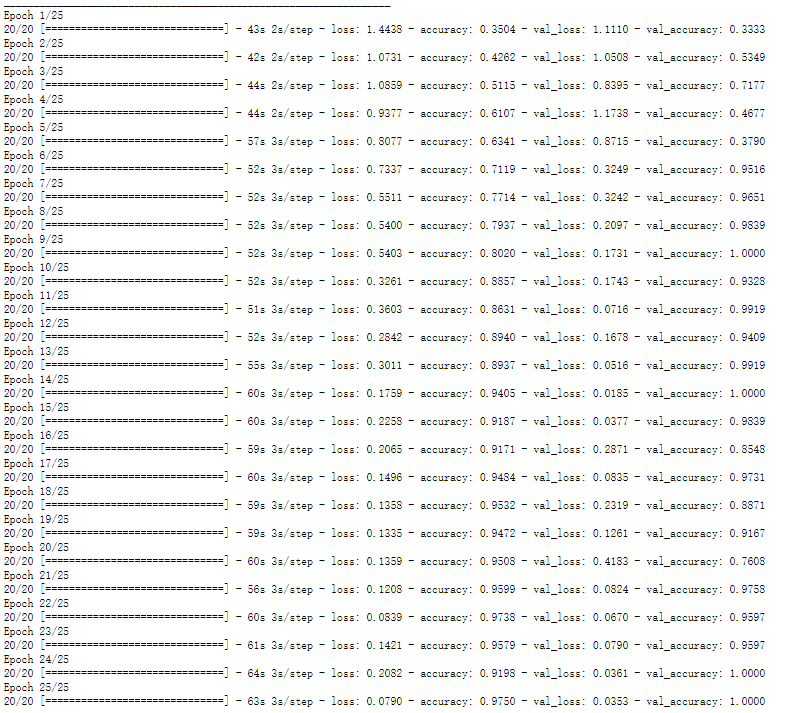 Epoch 1/25
20/20 [==============================] - 43s 2s/step - loss: 1.4438 - accuracy: 0.3504 - val_loss: 1.1110 - val_accuracy: 0.3333
Epoch 2/25
20/20 [==============================] - 42s 2s/step - loss: 1.0731 - accuracy: 0.4262 - val_loss: 1.0508 - val_accuracy: 0.5349
Epoch 3/25
20/20 [==============================] - 44s 2s/step - loss: 1.0859 - accuracy: 0.5115 - val_loss: 0.8395 - val_accuracy: 0.7177
Epoch 4/25
20/20 [==============================] - 44s 2s/step - loss: 0.9377 - accuracy: 0.6107 - val_loss: 1.1738 - val_accuracy: 0.4677
Epoch 5/25
20/20 [==============================] - 57s 3s/step - loss: 0.8077 - accuracy: 0.6341 - val_loss: 0.8715 - val_accuracy: 0.3790
Epoch 6/25
20/20 [==============================] - 52s 3s/step - loss: 0.7337 - accuracy: 0.7119 - val_loss: 0.3249 - val_accuracy: 0.9516
Epoch 7/25
20/20 [==============================] - 52s 3s/step - loss: 0.5511 - accuracy: 0.7714 - val_loss: 0.3242 - val_accuracy: 0.9651
Epoch 8/25
20/20 [==============================] - 52s 3s/step - loss: 0.5400 - accuracy: 0.7937 - val_loss: 0.2097 - val_accuracy: 0.9839
Epoch 9/25
20/20 [==============================] - 52s 3s/step - loss: 0.5403 - accuracy: 0.8020 - val_loss: 0.1731 - val_accuracy: 1.0000
Epoch 10/25
20/20 [==============================] - 52s 3s/step - loss: 0.3261 - accuracy: 0.8857 - val_loss: 0.1743 - val_accuracy: 0.9328
Epoch 11/25
20/20 [==============================] - 51s 3s/step - loss: 0.3603 - accuracy: 0.8631 - val_loss: 0.0716 - val_accuracy: 0.9919
Epoch 12/25
20/20 [==============================] - 52s 3s/step - loss: 0.2842 - accuracy: 0.8940 - val_loss: 0.1678 - val_accuracy: 0.9409
Epoch 13/25
20/20 [==============================] - 55s 3s/step - loss: 0.3011 - accuracy: 0.8937 - val_loss: 0.0516 - val_accuracy: 0.9919
Epoch 14/25
20/20 [==============================] - 60s 3s/step - loss: 0.1759 - accuracy: 0.9405 - val_loss: 0.0185 - val_accuracy: 1.0000
Epoch 15/25
20/20 [==============================] - 60s 3s/step - loss: 0.2258 - accuracy: 0.9187 - val_loss: 0.0377 - val_accuracy: 0.9839
Epoch 16/25
20/20 [==============================] - 59s 3s/step - loss: 0.2065 - accuracy: 0.9171 - val_loss: 0.2871 - val_accuracy: 0.8548
Epoch 17/25
20/20 [==============================] - 60s 3s/step - loss: 0.1496 - accuracy: 0.9484 - val_loss: 0.0835 - val_accuracy: 0.9731
Epoch 18/25
20/20 [==============================] - 59s 3s/step - loss: 0.1358 - accuracy: 0.9532 - val_loss: 0.2319 - val_accuracy: 0.8871
Epoch 19/25
20/20 [==============================] - 59s 3s/step - loss: 0.1335 - accuracy: 0.9472 - val_loss: 0.1261 - val_accuracy: 0.9167
Epoch 20/25
20/20 [==============================] - 60s 3s/step - loss: 0.1359 - accuracy: 0.9508 - val_loss: 0.4183 - val_accuracy: 0.7608
Epoch 21/25
20/20 [==============================] - 56s 3s/step - loss: 0.1208 - accuracy: 0.9599 - val_loss: 0.0824 - val_accuracy: 0.9758
Epoch 22/25
20/20 [==============================] - 60s 3s/step - loss: 0.0839 - accuracy: 0.9738 - val_loss: 0.0670 - val_accuracy: 0.9597
Epoch 23/25
20/20 [==============================] - 61s 3s/step - loss: 0.1421 - accuracy: 0.9579 - val_loss: 0.0790 - val_accuracy: 0.9597
Epoch 24/25
20/20 [==============================] - 64s 3s/step - loss: 0.2082 - accuracy: 0.9198 - val_loss: 0.0361 - val_accuracy: 1.0000
Epoch 25/25
20/20 [==============================] - 63s 3s/step - loss: 0.0790 - accuracy: 0.9750 - val_loss: 0.0353 - val_accuracy: 1.0000